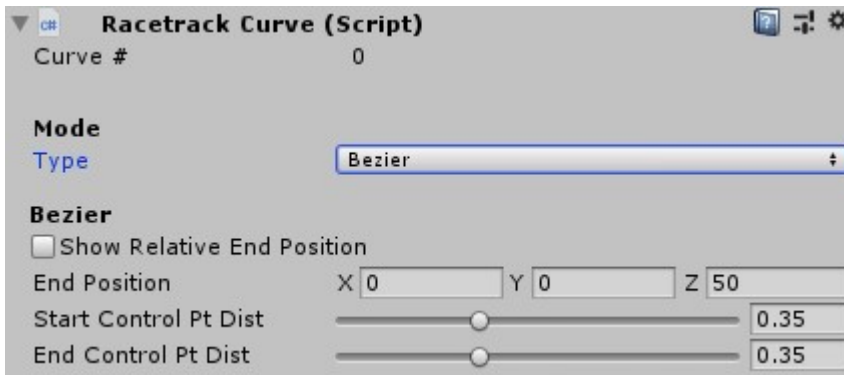 c# Racetrack Curve (Script)
Curve # 0
Mode
Type Bezier
Bezier
Show Relative End Position
End Position X 0 Y 0 Z 50
Start Control Pt Dist 0.35
End Control Pt Dist 0.35